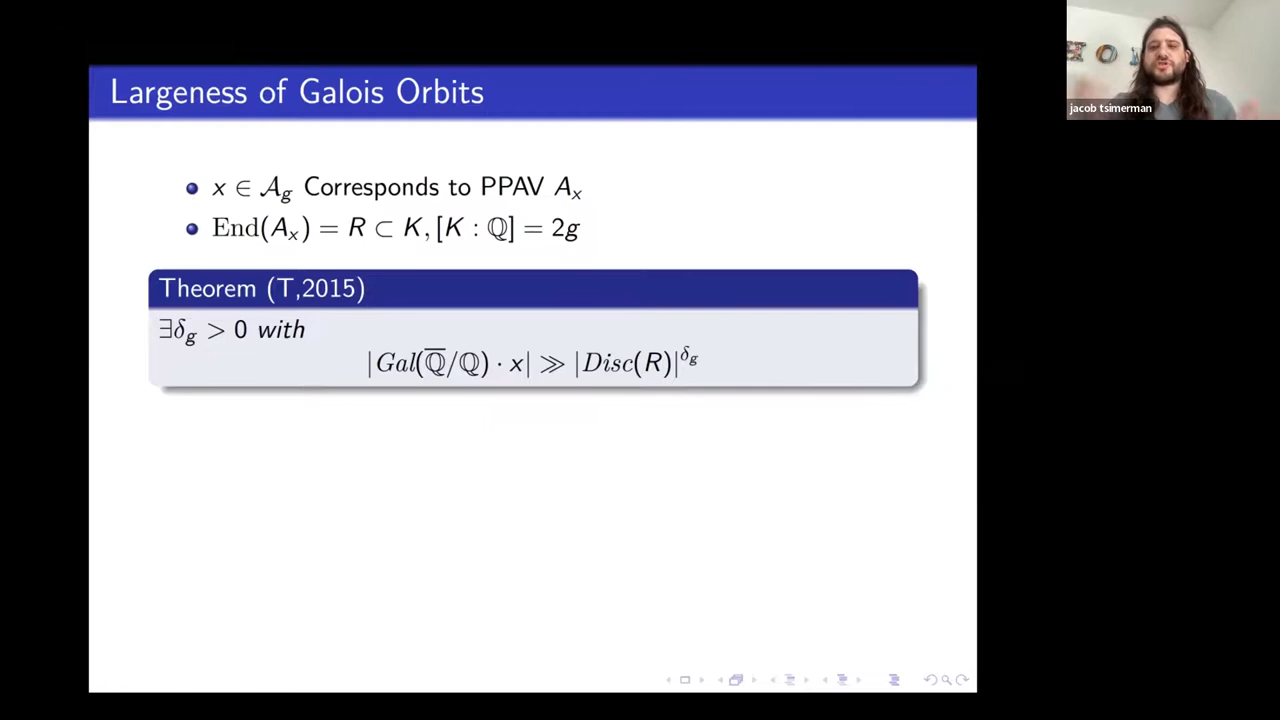 Largeness of Galois Orbits
x ∈ 𝒜_g Corresponds to PPAV A_x
End(A_x) = R ⊂ K, [K : ℚ] = 2g
Theorem (T,2015)
∃δ_g > 0 with
|Gal(ℚ̅/ℚ) · x| ≫ |Disc(R)|^{δ_g}
jacob tsimerman